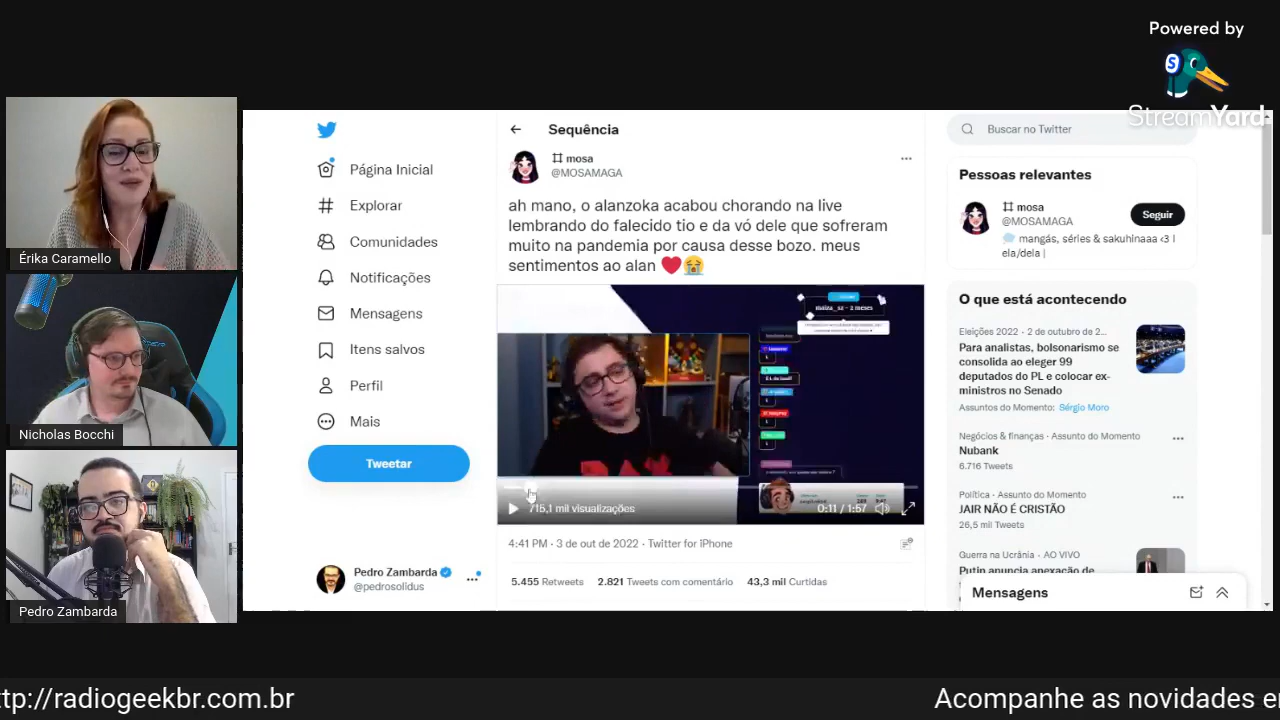 Powered by
StreamYard
Érika Caramello
Nicholas Bocchi
Pedro Zambarda
Página Inicial
Explorar
Comunidades
Notificações
Mensagens
Itens salvos
Perfil
Mais
Tweetar
Pedro Zambarda
@pedrosolidus
Sequência
mosa
@MOSAMAGA
ah mano, o alanzoka acabou chorando na live
lembrando do falecido tio e da vó dele que sofreram
muito na pandemia por causa desse bozo. meus
sentimentos ao alan
715,1 mil visualizações
0:11 / 1:57
4:41 PM · 3 de out de 2022 · Twitter for iPhone
5.455 Retweets 2.821 Tweets com comentário 43,3 mil Curtidas
Buscar no Twitter
Pessoas relevantes
mosa
@MOSAMAGA
Seguir
mangás, séries & sakuhlnaaa <3 |
ela/dela |
O que está acontecendo
Eleições 2022 · 2 de outubro de 2...
Para analistas, bolsonarismo se
consolida ao eleger 99
deputados do PL e colocar ex-
ministros no Senado
Assuntos do Momento: Sérgio Moro
Negócios & finanças · Assunto do Momento
Nubank
6.716 Tweets
Política · Assunto do Momento
JAIR NÃO É CRISTÃO
26,5 mil Tweets
Guerra na Ucrânia · AO VIVO
Putin anuncia anexação de
Mensagens
ttp://radiogeekbr.com.br
Acompanhe as novidades e